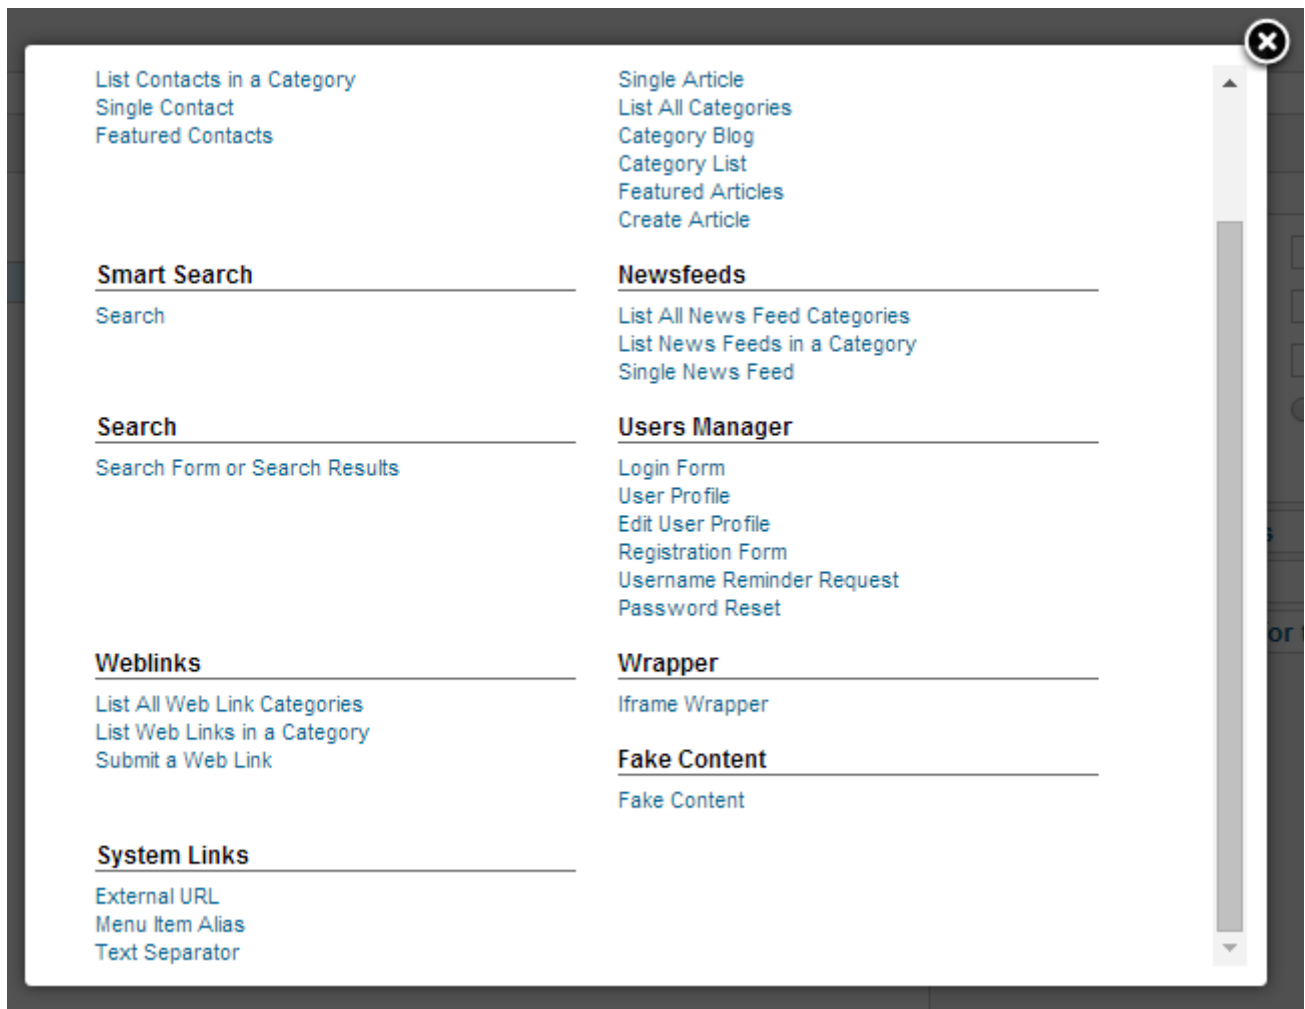 List Contacts in a Category
Single Contact
Featured Contacts
Single Article
List All Categories
Category Blog
Category List
Featured Articles
Create Article
Smart Search
Search
Newsfeeds
List All News Feed Categories
List News Feeds in a Category
Single News Feed
Search
Search Form or Search Results
Users Manager
Login Form
User Profile
Edit User Profile
Registration Form
Username Reminder Request
Password Reset
Weblinks
List All Web Link Categories
List Web Links in a Category
Submit a Web Link
Wrapper
Iframe Wrapper
Fake Content
Fake Content
System Links
External URL
Menu Item Alias
Text Separator